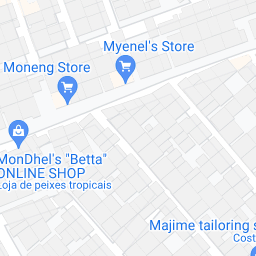 Myenel's Store
Moneng Store
MonDhel's "Betta"
ONLINE SHOP
Loja de peixes tropicais
Majime tailoring